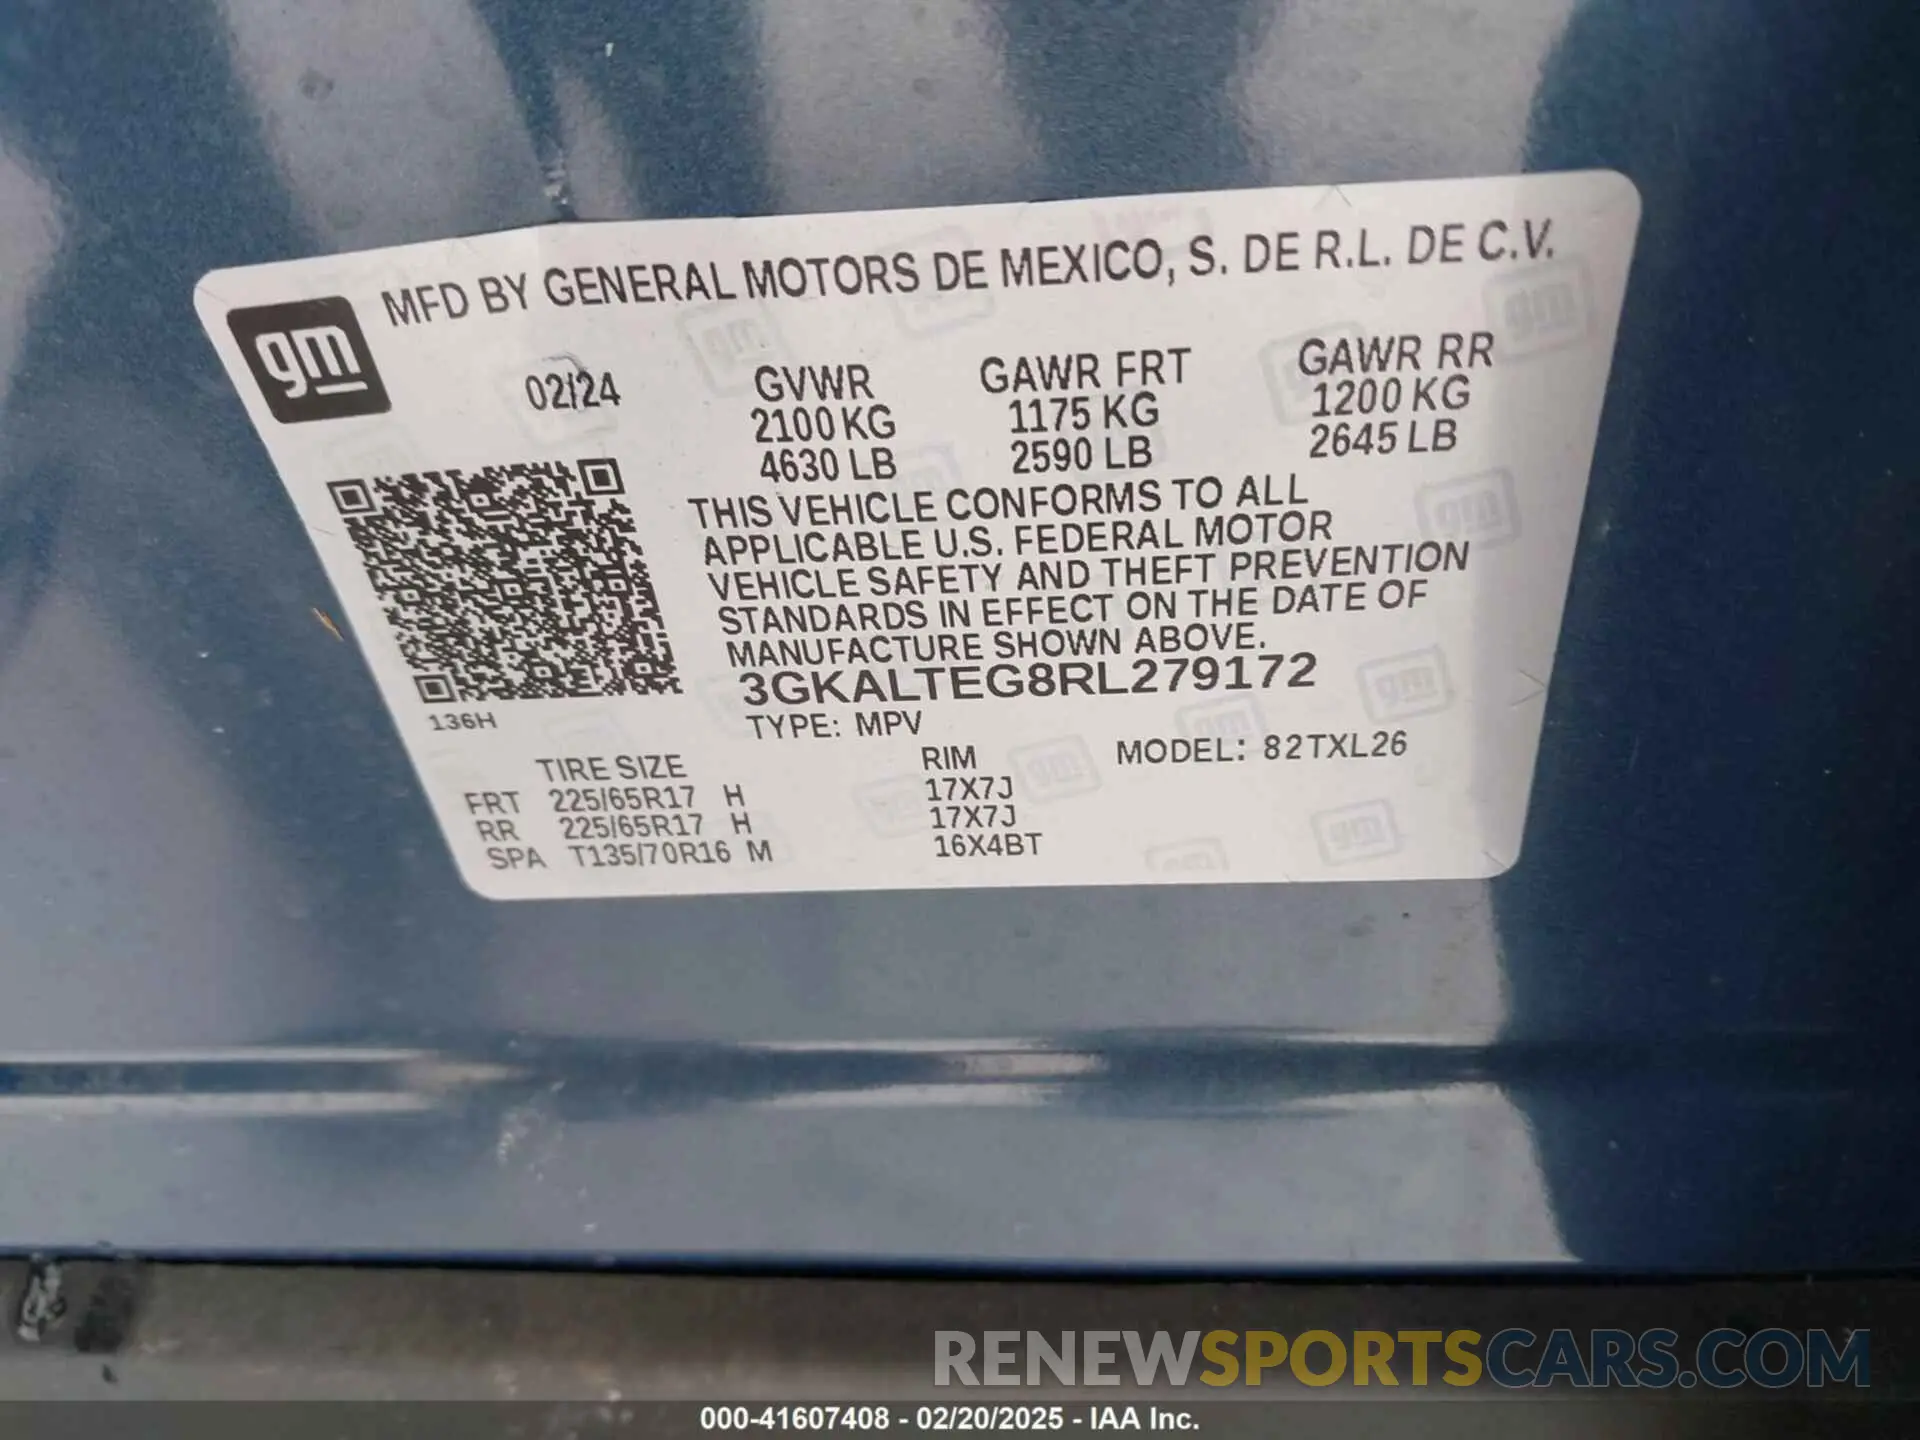 gm
MFD BY GENERAL MOTORS DE MEXICO, S. DE R.L. DE C.V.
02/24
GVWR
2100 KG
4630 LB
GAWR FRT
1175 KG
2590 LB
GAWR RR
1200 KG
2645 LB
THIS VEHICLE CONFORMS TO ALL
APPLICABLE U.S. FEDERAL MOTOR
VEHICLE SAFETY AND THEFT PREVENTION
STANDARDS IN EFFECT ON THE DATE OF
MANUFACTURE SHOWN ABOVE.
3GKALTEG8RL279172
136H
TYPE: MPV
MODEL: 82TXL26
TIRE SIZE RIM
FRT 225/65R17 H 17X7J
RR 225/65R17 H 17X7J
SPA T135/70R16 M 16X4BT
RENEWSPORTSCARS.COM
000-41607408 - 02/20/2025 - IAA Inc.